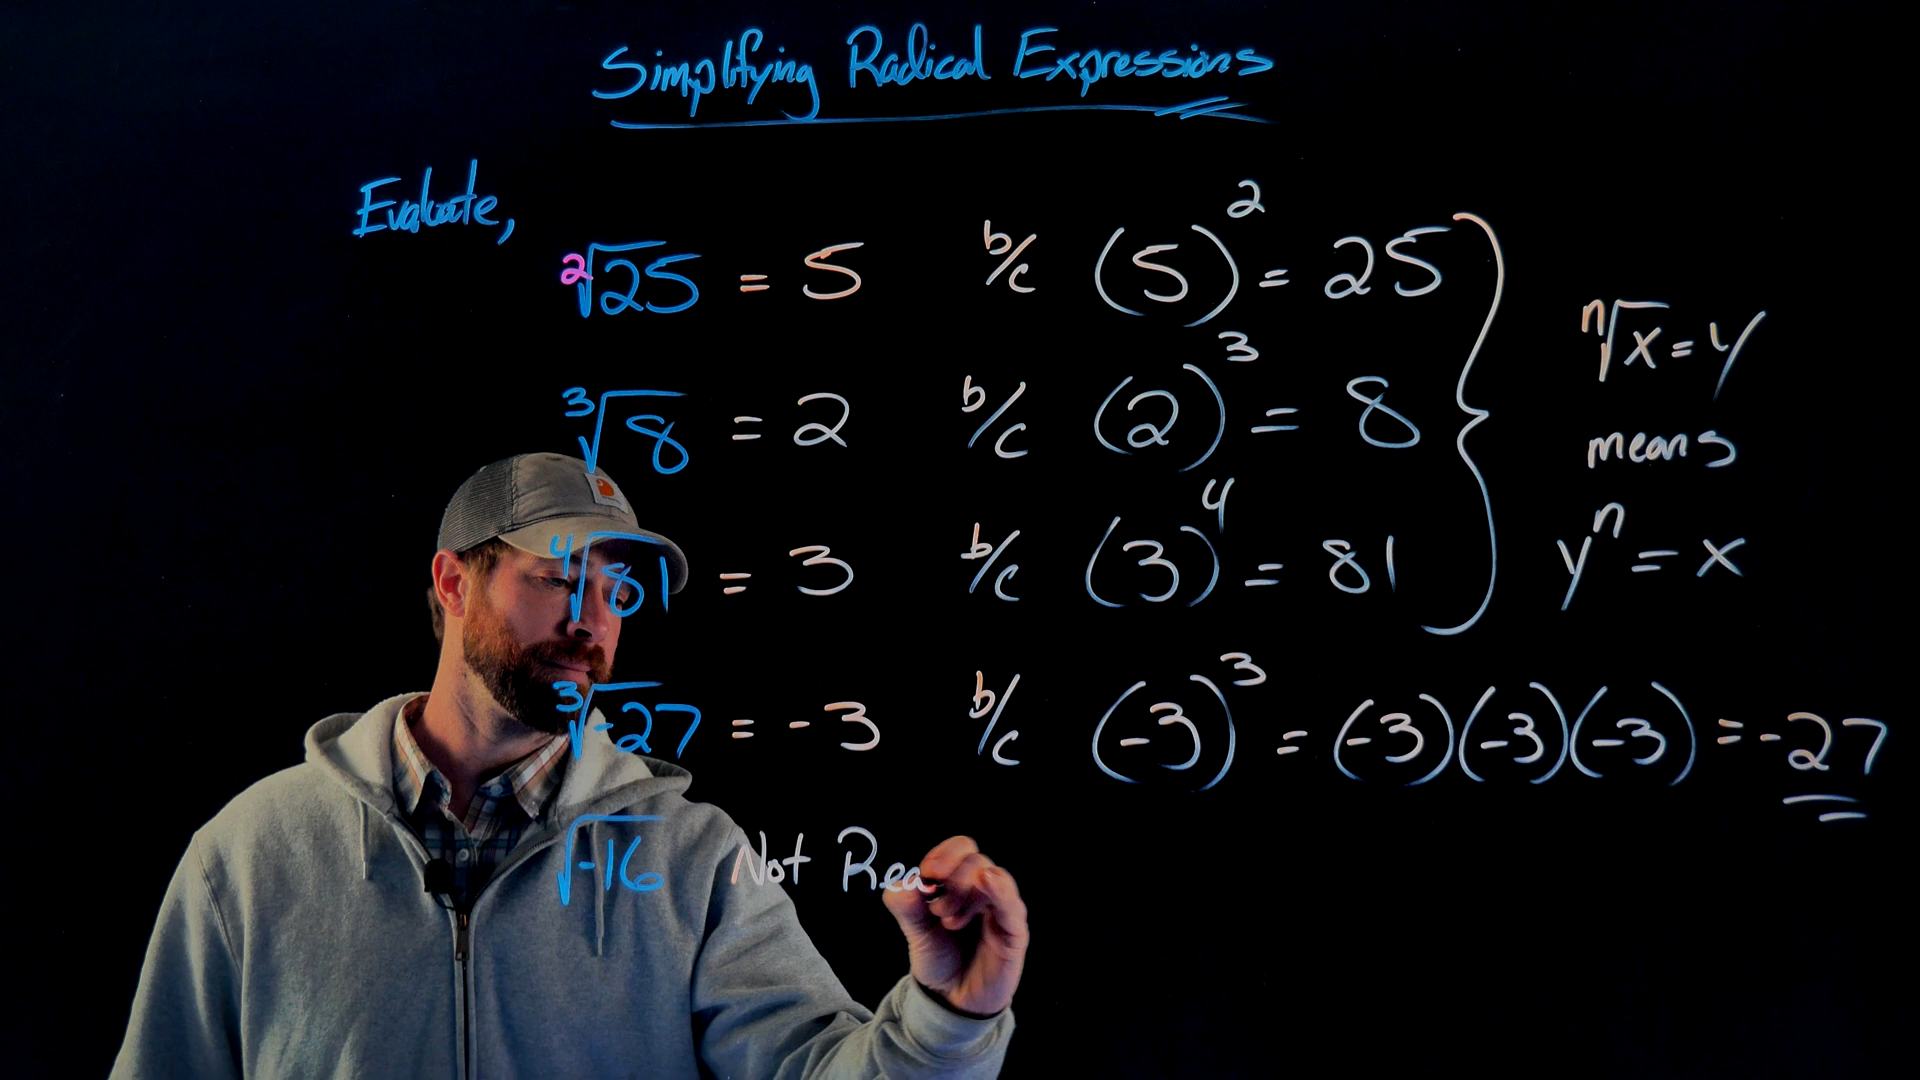 Simplifying Radical Expressions
Evaluate,
²√25 = 5 b/c (5)² = 25
³√8 = 2 b/c (2)³ = 8
⁴√81 = 3 b/c (3)⁴ = 81
ⁿ√x = y
means
yⁿ = x
³√-27 = -3 b/c (-3)³ = (-3)(-3)(-3) = -27
√-16 Not Rea